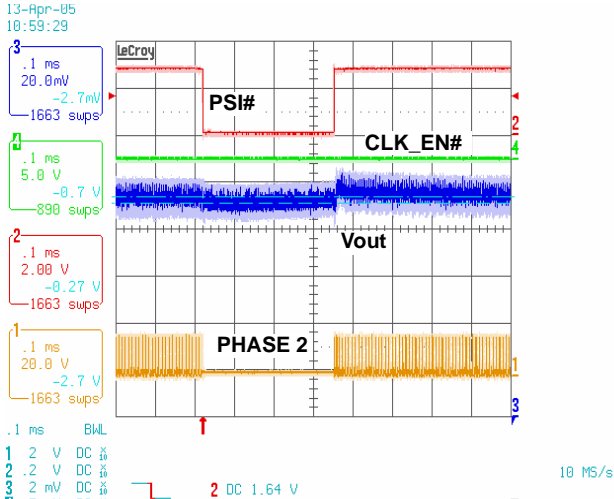 13-Apr-05
10:59:29
LeCroy
3
.1 ms
20.0mV
-2.7mV
1663 swps
PSI#
2
4
.1 ms
5.0 V
-0.7 V
890 swps
CLK_EN#
4
Vout
2
.1 ms
2.00 V
-0.27 V
1663 swps
1
.1 ms
20.0 V
-2.7 V
1663 swps
PHASE 2
1
3
.1 ms BWL
1 2 V DC
2 .2 V DC
3 2 mV DC
2 DC 1.64 V
10 MS/s